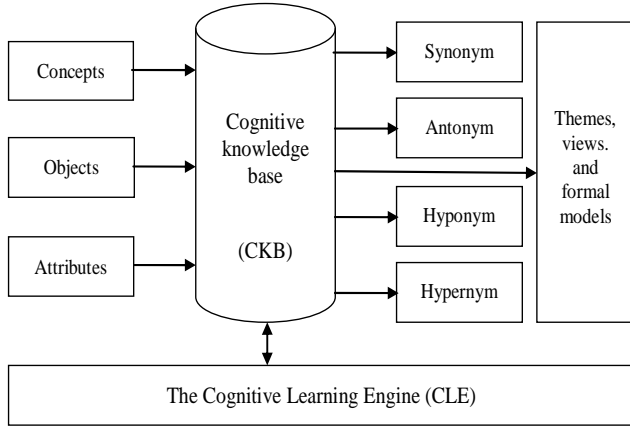 Concepts
Objects
Attributes
Cognitive
knowledge
base
(CKB)
Synonym
Antonym
Hyponym
Hypernym
Themes,
views.
and
formal
models
The Cognitive Learning Engine (CLE)